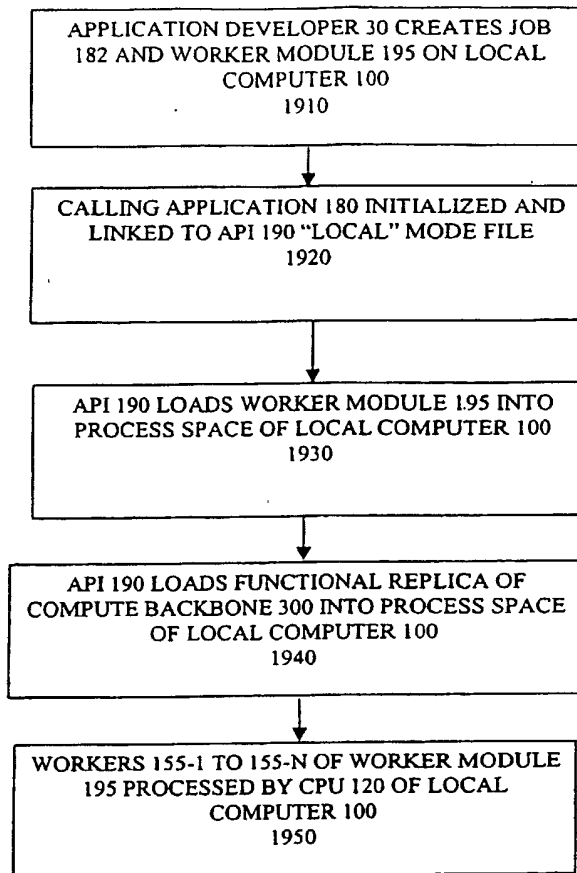 APPLICATION DEVELOPER 30 CREATES JOB
182 AND WORKER MODULE 195 ON LOCAL
COMPUTER 100
1910
CALLING APPLICATION 180 INITIALIZED AND
LINKED TO API 190 "LOCAL" MODE FILE
1920
API 190 LOADS WORKER MODULE 195 INTO
PROCESS SPACE OF LOCAL COMPUTER 100
1930
API 190 LOADS FUNCTIONAL REPLICA OF
COMPUTE BACKBONE 300 INTO PROCESS SPACE
OF LOCAL COMPUTER 100
1940
WORKERS 155-1 TO 155-N OF WORKER MODULE
195 PROCESSED BY CPU 120 OF LOCAL
COMPUTER 100
1950